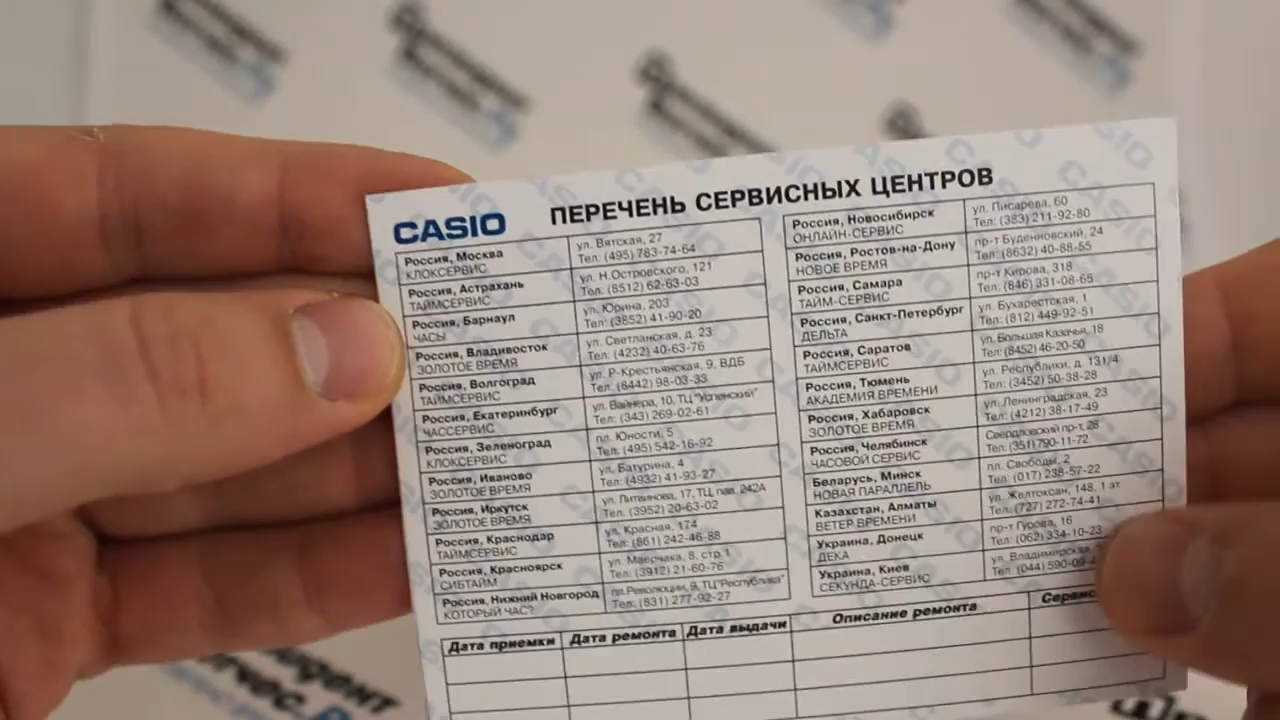 CASIO
ПЕРЕЧЕНЬ СЕРВИСНЫХ ЦЕНТРОВ
Россия, Москва
КЛОКСЕРВИС
ул. Вятская, 27
Тел: (495) 783-74-64
Россия, Астрахань
ТАЙМСЕРВИС
ул. Н.Островского, 121
Тел: (8512) 62-63-03
Россия, Барнаул
ЧАСЫ
ул. Юрина, 203
Тел: (3852) 41-90-20
Россия, Владивосток
ЗОЛОТОЕ ВРЕМЯ
ул. Светланская, д. 23
Тел: (4232) 40-63-76
Россия, Волгоград
ТАЙМСЕРВИС
ул. Р-Крестьянская, 9, ВДБ
Тел: (8442) 98-03-33
Россия, Екатеринбург
ЧАССЕРВИС
ул. Вайнера, 10, ТЦ "Успенский"
Тел: (343) 269-02-61
Россия, Зеленоград
КЛОКСЕРВИС
пл. Юности, 5
Тел: (495) 542-16-92
Россия, Иваново
ЗОЛОТОЕ ВРЕМЯ
ул. Батурина, 4
Тел: (4932) 41-93-27
Россия, Иркутск
ЗОЛОТОЕ ВРЕМЯ
ул. Литвинова, 17, ТЦ, пав. 242А
Тел: (3952) 20-63-02
Россия, Краснодар
ТАЙМСЕРВИС
ул. Красная, 174
Тел: (861) 242-46-88
Россия, Красноярск
СИБТАЙМ
ул. Маерчака, 8, стр.1
Тел: (3912) 21-60-76
Россия, Нижний Новгород
КОТОРЫЙ ЧАС?
пл.Революции, 9, ТЦ"Республика"
Тел: (831) 277-92-27
Россия, Новосибирск
ОНЛАЙН-СЕРВИС
ул. Писарева, 60
Тел: (383) 211-92-80
Россия, Ростов-на-Дону
НОВОЕ ВРЕМЯ
пр-т Буденновский, 24
Тел: (8632) 40-88-55
Россия, Самара
ТАЙМ-СЕРВИС
пр-т Кирова, 318
Тел: (846) 331-08-65
Россия, Санкт-Петербург
ДЕЛЬТА
ул. Бухарестская, 1
Тел: (812) 449-92-51
Россия, Саратов
ТАЙМСЕРВИС
ул. Большая Казачья, 18
Тел: (8452) 46-20-50
Россия, Тюмень
АКАДЕМИЯ ВРЕМЕНИ
ул. Республики, д. 131/4
Тел: (3452) 50-38-28
Россия, Хабаровск
ЗОЛОТОЕ ВРЕМЯ
ул. Ленинградская, 23
Тел: (4212) 38-17-49
Россия, Челябинск
ЧАСОВОЙ СЕРВИС
Свердловский пр-т, 28
Тел: (351) 790-11-72
Беларусь, Минск
НОВАЯ ПАРАЛЛЕЛЬ
пл. Свободы, 2
Тел: (017) 238-57-22
Казахстан, Алматы
ВЕТЕР ВРЕМЕНИ
ул. Желтоксан, 148, 1 эт.
Тел: (727) 272-74-41
Украина, Донецк
ДЕКА
пр-т Гурова, 16
Тел: (062) 334-10-23
Украина, Киев
СЕКУНДА-СЕРВИС
ул. Владимирская,
Тел: (044) 590-09-
Дата приемки Дата ремонта Дата выдачи Описание ремонта Сервис